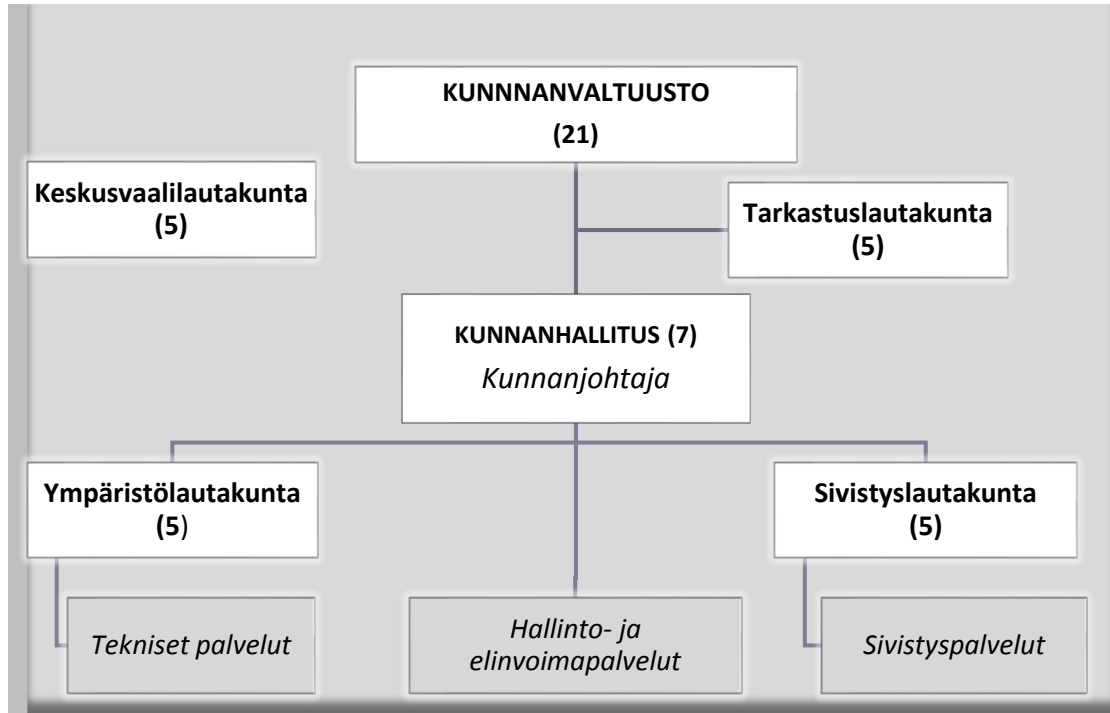 KUNNNANVALTUUSTO
(21)
Keskusvaalilautakunta
(5)
Tarkastuslautakunta
(5)
KUNNANHALLITUS (7)
Kunnanjohtaja
Ympäristölautakunta
(5)
Sivistyslautakunta
(5)
Tekniset palvelut
Hallinto- ja
elinvoimapalvelut
Sivistyspalvelut